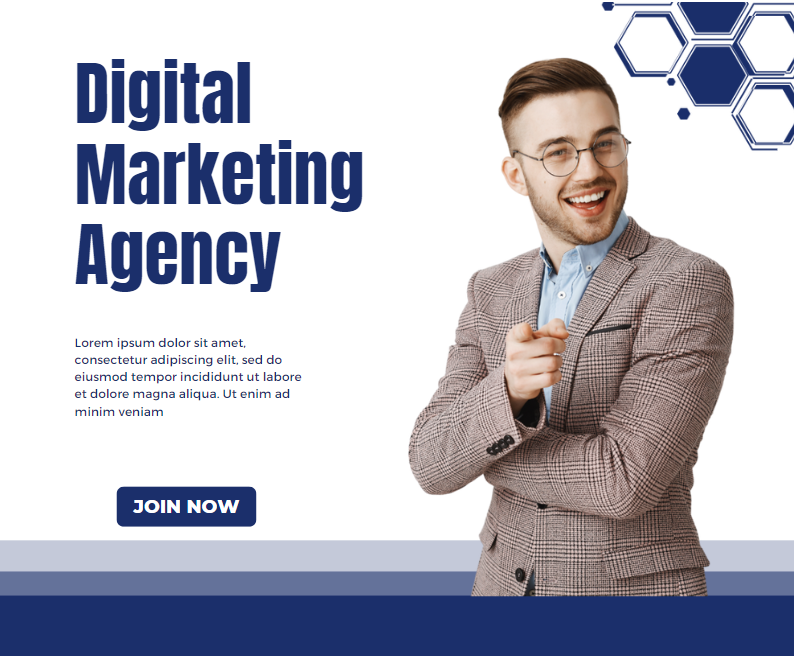 Digital
Marketing
Agency
Lorem ipsum dolor sit amet,
consectetur adipiscing elit, sed do
eiusmod tempor incididunt ut labore
et dolore magna aliqua. Ut enim ad
minim veniam
JOIN NOW